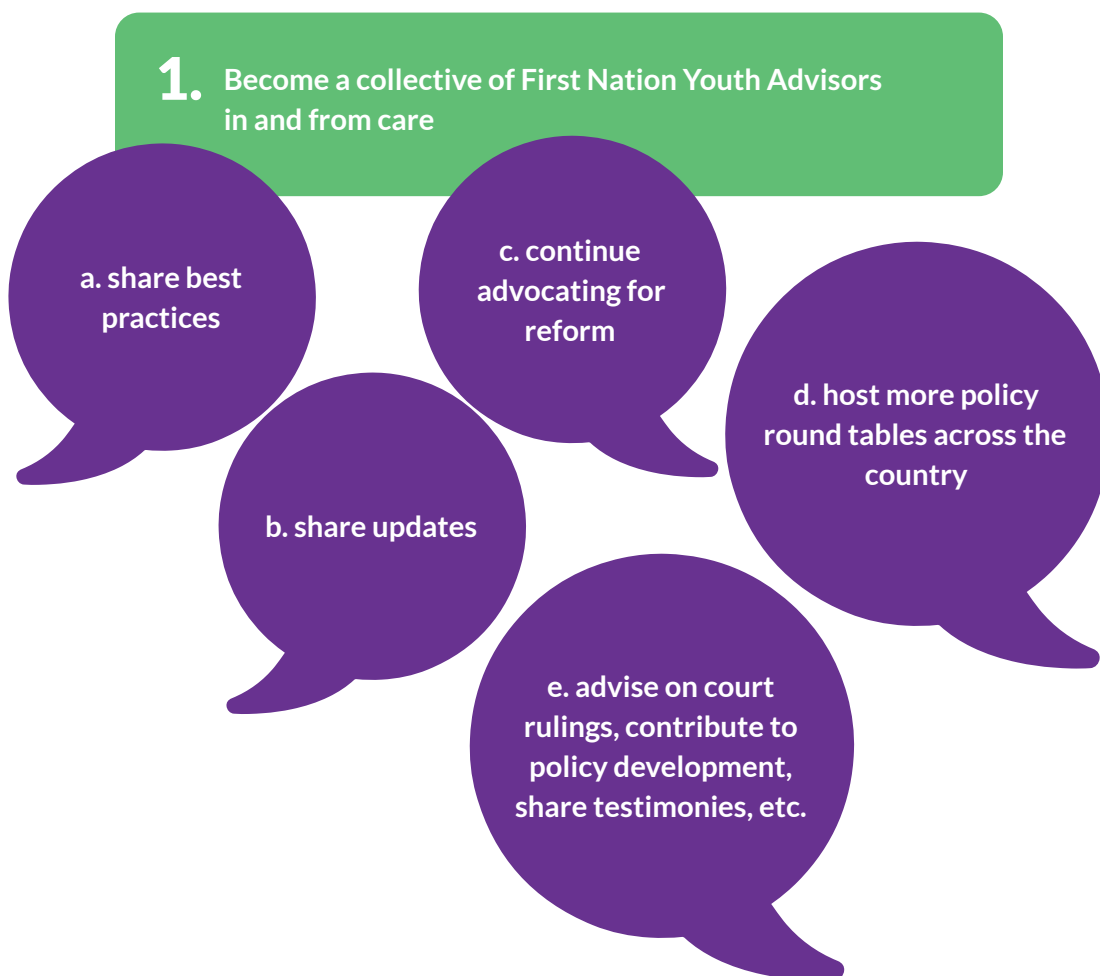 1. Become a collective of First Nation Youth Advisors
in and from care
a. share best
practices
b. share updates
c. continue
advocating for
reform
d. host more policy
round tables across the
country
e. advise on court
rulings, contribute to
policy development,
share testimonies, etc.